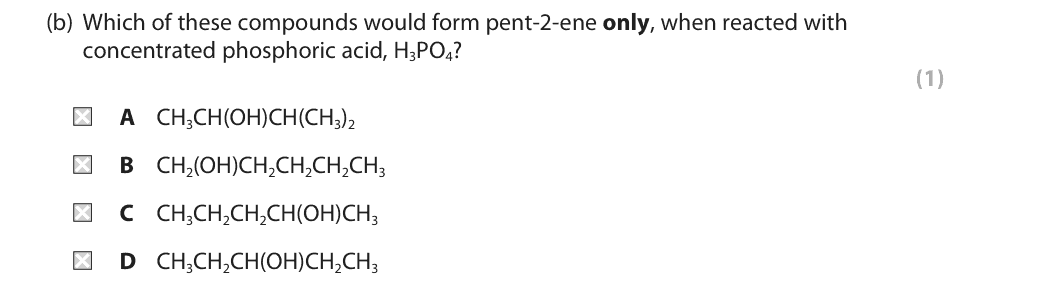 (b) Which of these compounds would form pent-2-ene only, when reacted with
concentrated phosphoric acid, H₃PO₄?
(1)
A CH₃CH(OH)CH(CH₃)₂
B CH₂(OH)CH₂CH₂CH₂CH₃
C CH₃CH₂CH₂CH(OH)CH₃
D CH₃CH₂CH(OH)CH₂CH₃